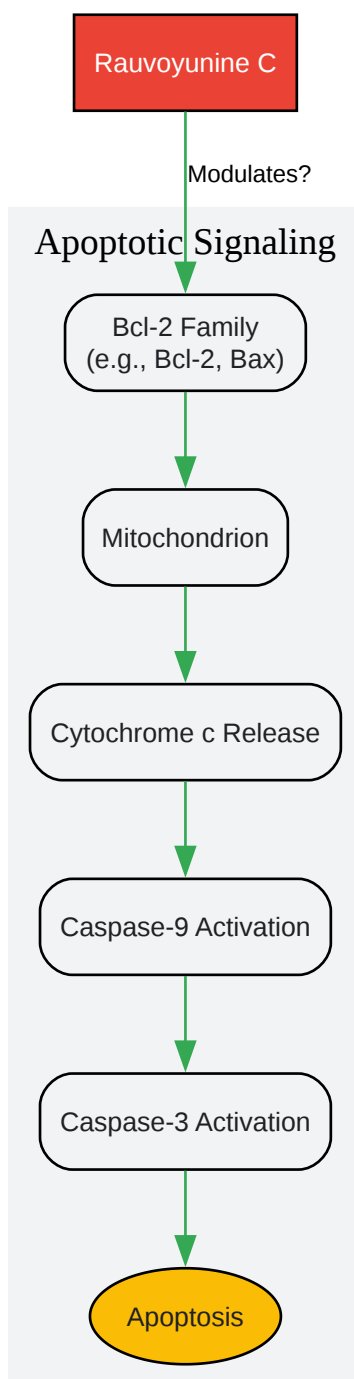 Rauvoyunine C
Modulates?
Apoptotic Signaling
Bcl-2 Family
(e.g., Bcl-2, Bax)
Mitochondrion
Cytochrome c Release
Caspase-9 Activation
Caspase-3 Activation
Apoptosis